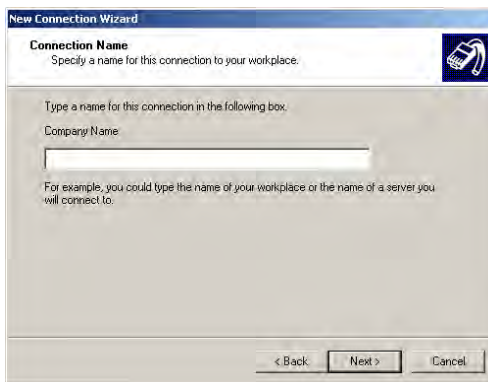 New Connection Wizard
Connection Name
Specify a name for this connection to your workplace.
Type a name for this connection in the following box.
Company Name
For example, you could type the name of your workplace or the name of a server you
will connect to.
< Back
Next >
Cancel